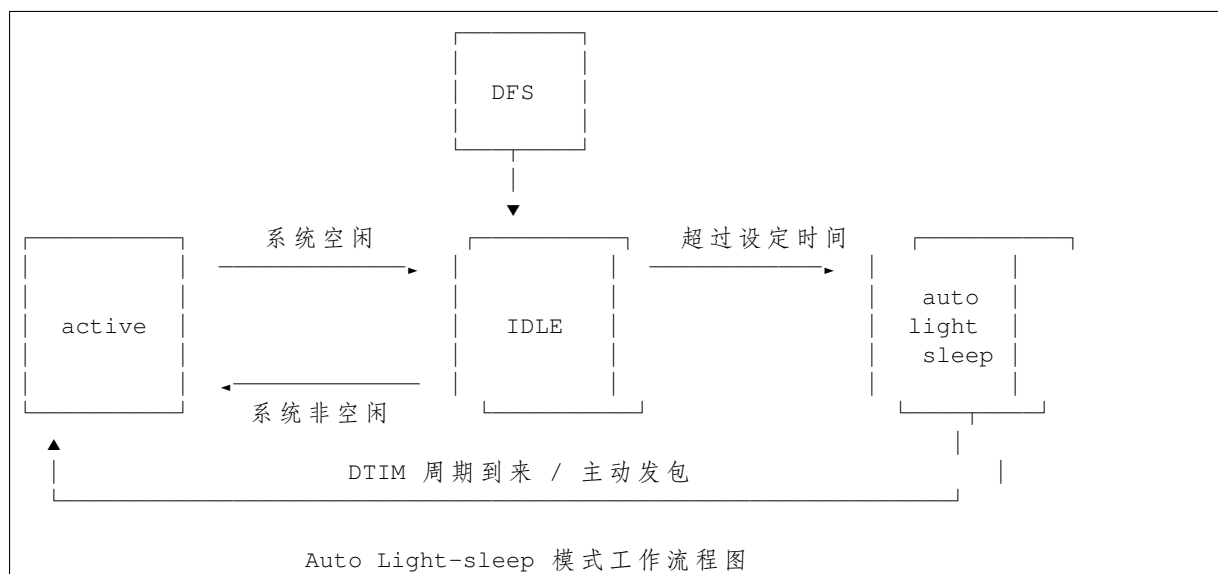 DFS
系统空闲
超过设定时间
active
IDLE
auto
light
sleep
系统非空闲
DTIM 周期到来 / 主动发包
Auto Light-sleep 模式工作流程图